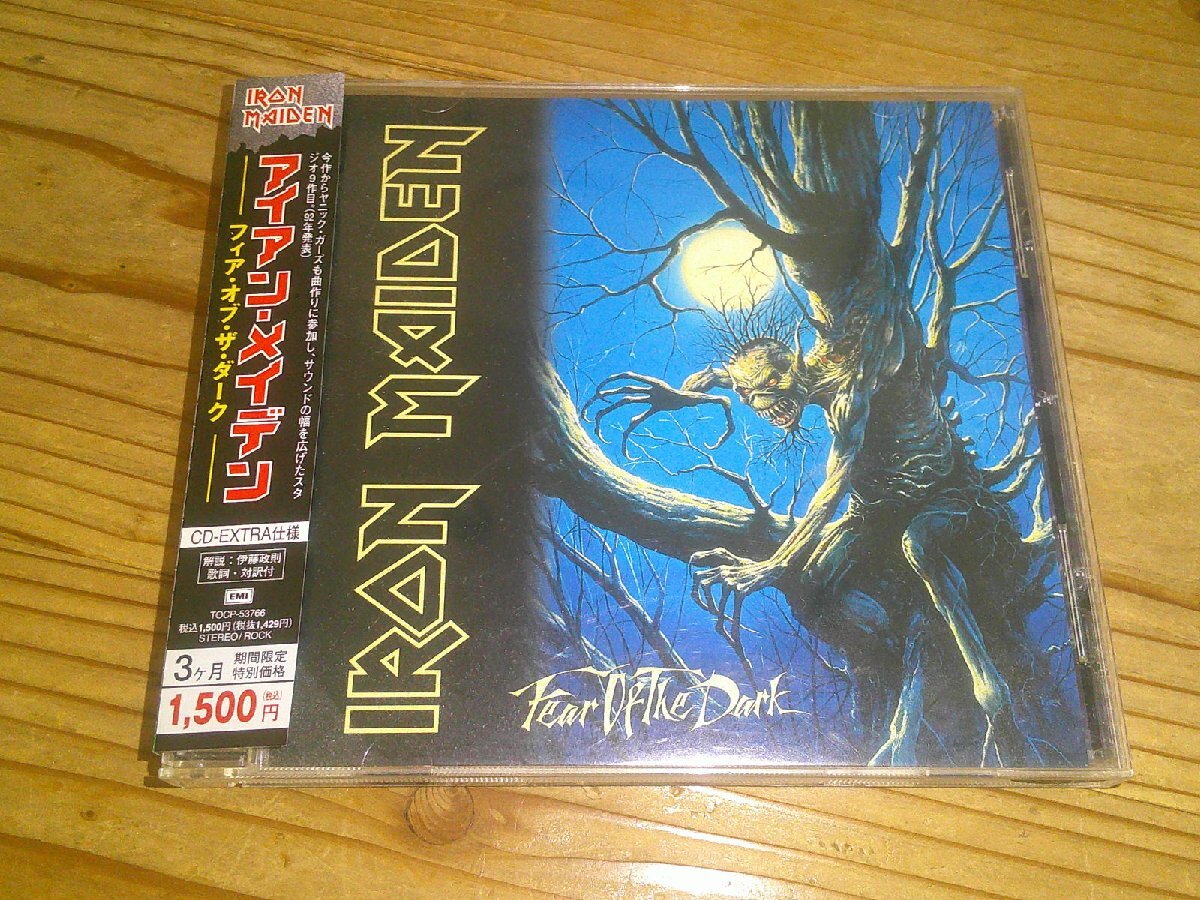 IRON
MAIDEN
今作からヤニック・ガーズも曲作りに参加し、サウンドの幅を広げたスタ
ジオ9作目。(92年発表)
アイアン・メイデン
フィア・オブ・ザ・ダーク
CD-EXTRA仕様
解説：伊藤政則
歌詞・対訳付
EMI
TOCP-53766
税込1,500円(税抜1,429円)
STEREO/ROCK
3ヶ月 期間限定
特別価格
1,500円(税込)
IRON MAIDEN
Fear Of The Dark